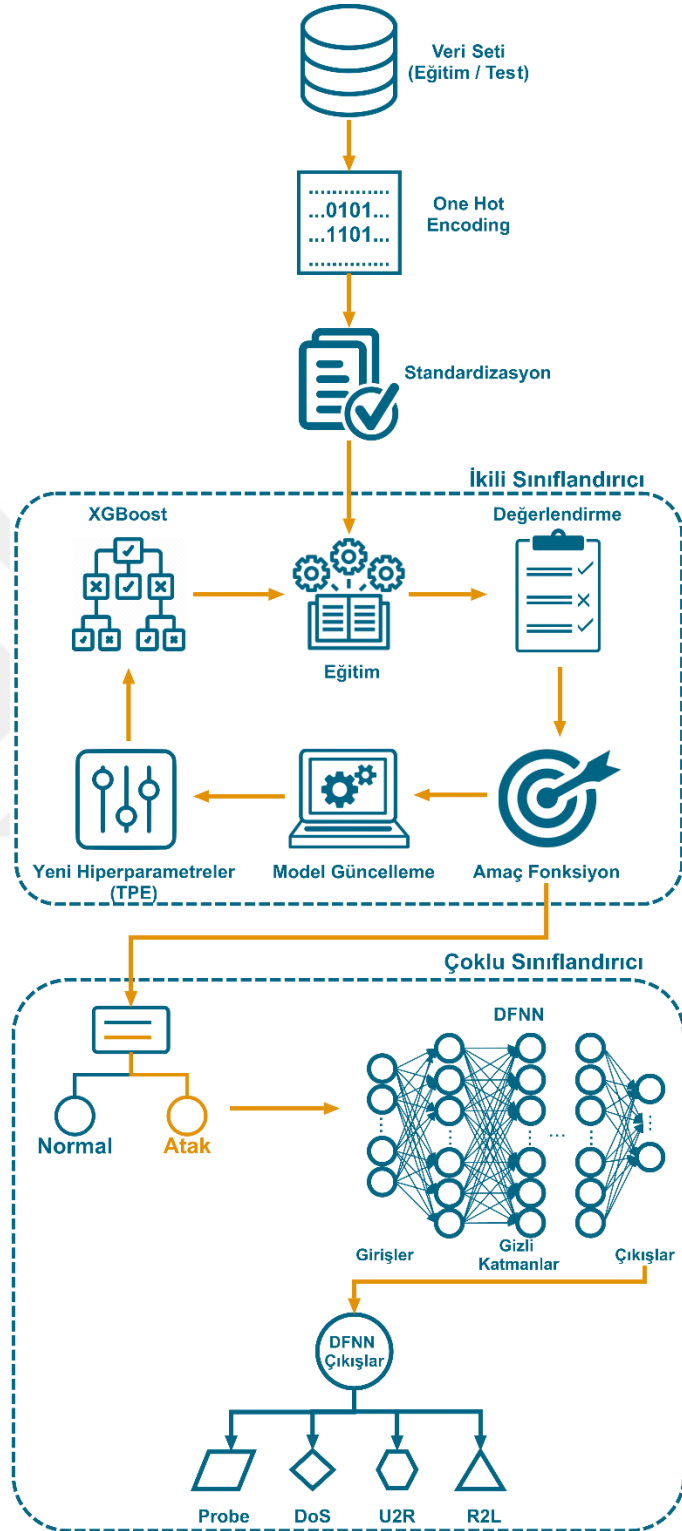 Veri Seti
(Eğitim / Test)
..............
...0101...
...1101...
..............
One Hot
Encoding
Standardizasyon
İkili Sınıflandırıcı
XGBoost
Değerlendirme
Eğitim
Yeni Hiperparametreler
(TPE)
Model Güncelleme
Amaç Fonksiyon
Çoklu Sınıflandırıcı
DFNN
Normal
Atak
Girişler
Gizli
Katmanlar
Çıkışlar
DFNN
Çıkışlar
Probe
DoS
U2R
R2L